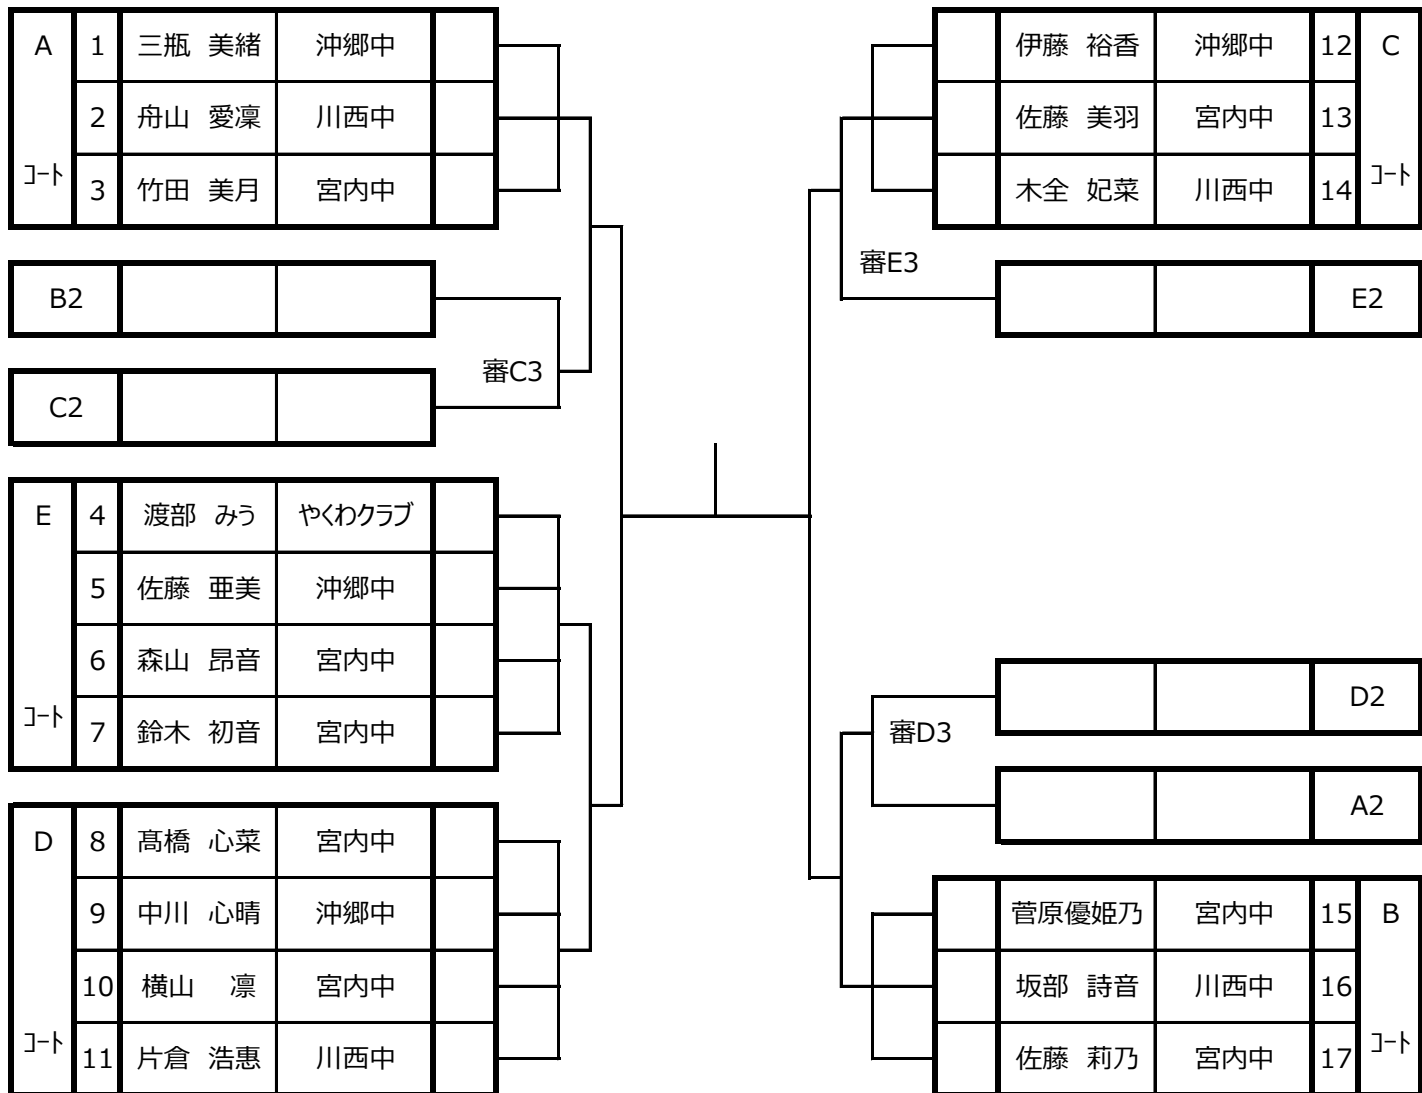 A 1 三瓶 美緒 沖郷中
2 舟山 愛凜 川西中
コート 3 竹田 美月 宮内中
B2
審C3
C2
E 4 渡部 みう やくわクラブ
5 佐藤 亜美 沖郷中
6 森山 昂音 宮内中
コート 7 鈴木 初音 宮内中
D 8 髙橋 心菜 宮内中
9 中川 心晴 沖郷中
10 横山 凛 宮内中
コート 11 片倉 浩惠 川西中
伊藤 裕香 沖郷中 12 C
佐藤 美羽 宮内中 13
木全 妃菜 川西中 14 コート
審E3
E2
D2
審D3
A2
菅原優姫乃 宮内中 15 B
坂部 詩音 川西中 16
佐藤 莉乃 宮内中 17 コート